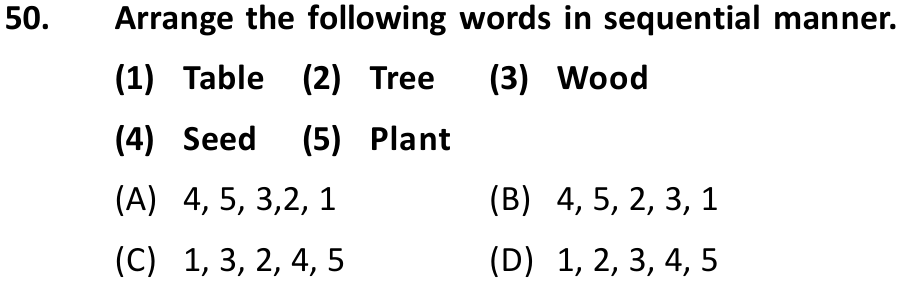 50. Arrange the following words in sequential manner.
(1) Table (2) Tree (3) Wood
(4) Seed (5) Plant
(A) 4, 5, 3,2, 1 (B) 4, 5, 2, 3, 1
(C) 1, 3, 2, 4, 5 (D) 1, 2, 3, 4, 5